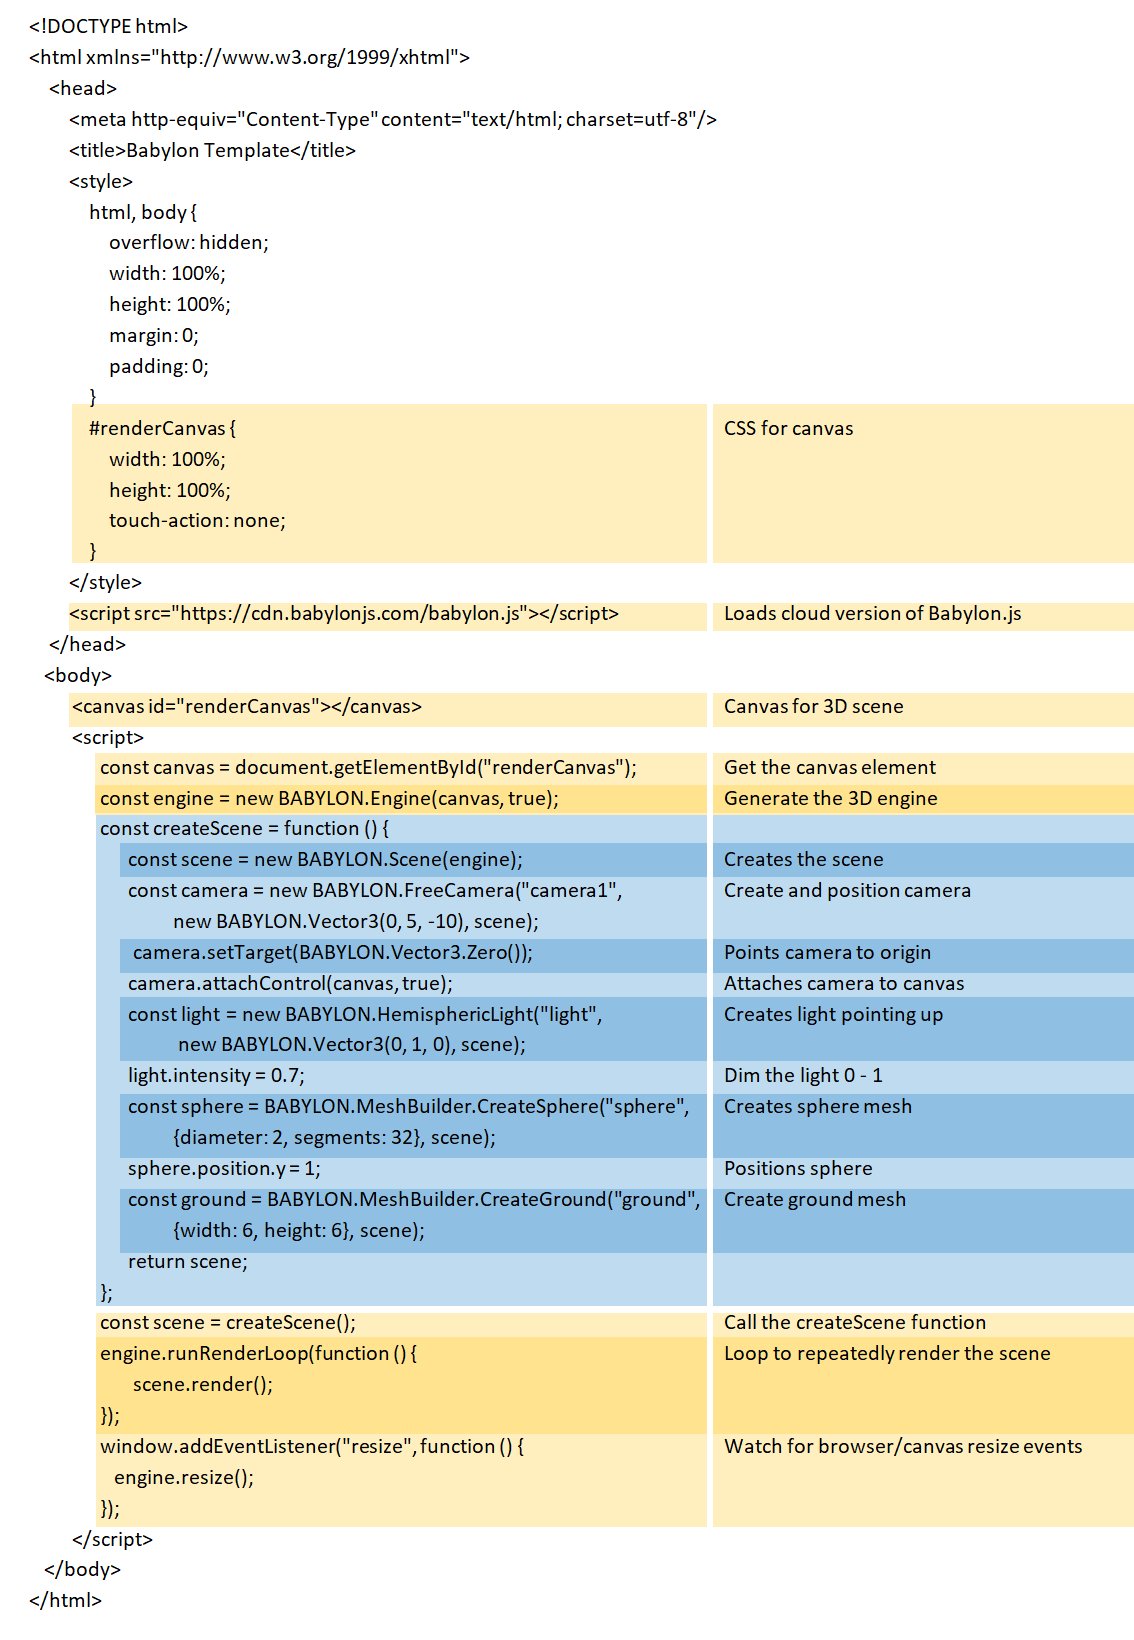 <!DOCTYPE html>
<html xmlns="http://www.w3.org/1999/xhtml">
<head>
<meta http-equiv="Content-Type" content="text/html; charset=utf-8"/>
<title>Babylon Template</title>
<style>
html, body {
overflow: hidden;
width: 100%;
height: 100%;
margin: 0;
padding: 0;
}
#renderCanvas { CSS for canvas
width: 100%;
height: 100%;
touch-action: none;
}
</style>
<script src="https://cdn.babylonjs.com/babylon.js"></script> Loads cloud version of Babylon.js
</head>
<body>
<canvas id="renderCanvas"></canvas> Canvas for 3D scene
<script>
const canvas = document.getElementById("renderCanvas"); Get the canvas element
const engine = new BABYLON.Engine(canvas, true); Generate the 3D engine
const createScene = function () {
const scene = new BABYLON.Scene(engine); Creates the scene
const camera = new BABYLON.FreeCamera("camera1", Create and position camera
new BABYLON.Vector3(0, 5, -10), scene);
camera.setTarget(BABYLON.Vector3.Zero()); Points camera to origin
camera.attachControl(canvas, true); Attaches camera to canvas
const light = new BABYLON.HemisphericLight("light", Creates light pointing up
new BABYLON.Vector3(0, 1, 0), scene);
light.intensity = 0.7; Dim the light 0 - 1
const sphere = BABYLON.MeshBuilder.CreateSphere("sphere", Creates sphere mesh
{diameter: 2, segments: 32}, scene);
sphere.position.y = 1; Positions sphere
const ground = BABYLON.MeshBuilder.CreateGround("ground", Create ground mesh
{width: 6, height: 6}, scene);
return scene;
};
const scene = createScene(); Call the createScene function
engine.runRenderLoop(function () { Loop to repeatedly render the scene
scene.render();
});
window.addEventListener("resize", function () { Watch for browser/canvas resize events
engine.resize();
});
</script>
</body>
</html>